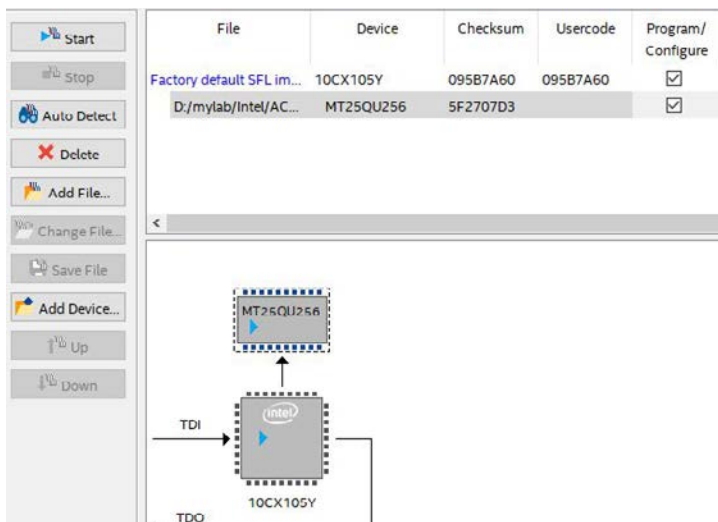 Start
Stop
Auto Detect
Delete
Add File...
Change File...
Save File
Add Device...
Up
Down
File Device Checksum Usercode Program/
Configure
Factory default SFL im... 10CX105Y 095B7A60 095B7A60
D:/mylab/Intel/AC... MT25QU256 5F2707D3
MT25QU256
intel
TDI
10CX105Y
TDO